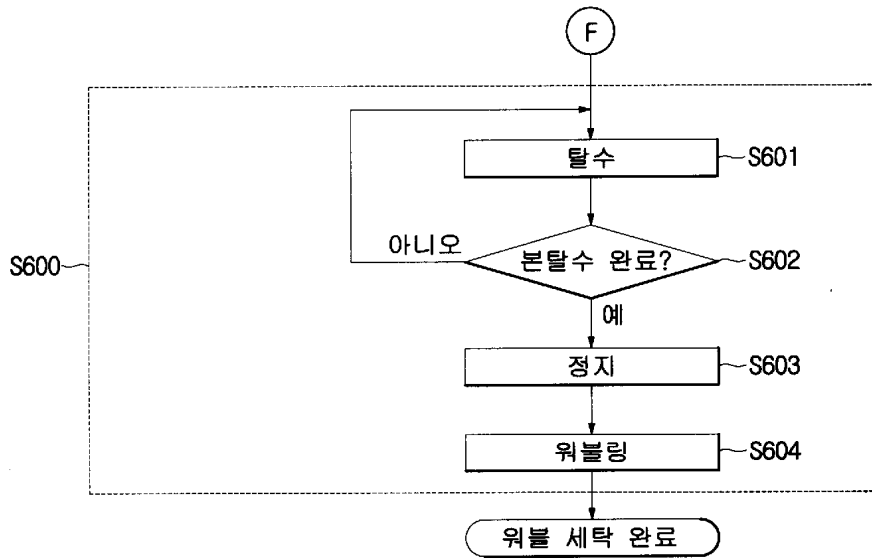 F
탈수 S601
아니오
S600 본탈수 완료? S602
예
정지 S603
워블링 S604
워블 세탁 완료